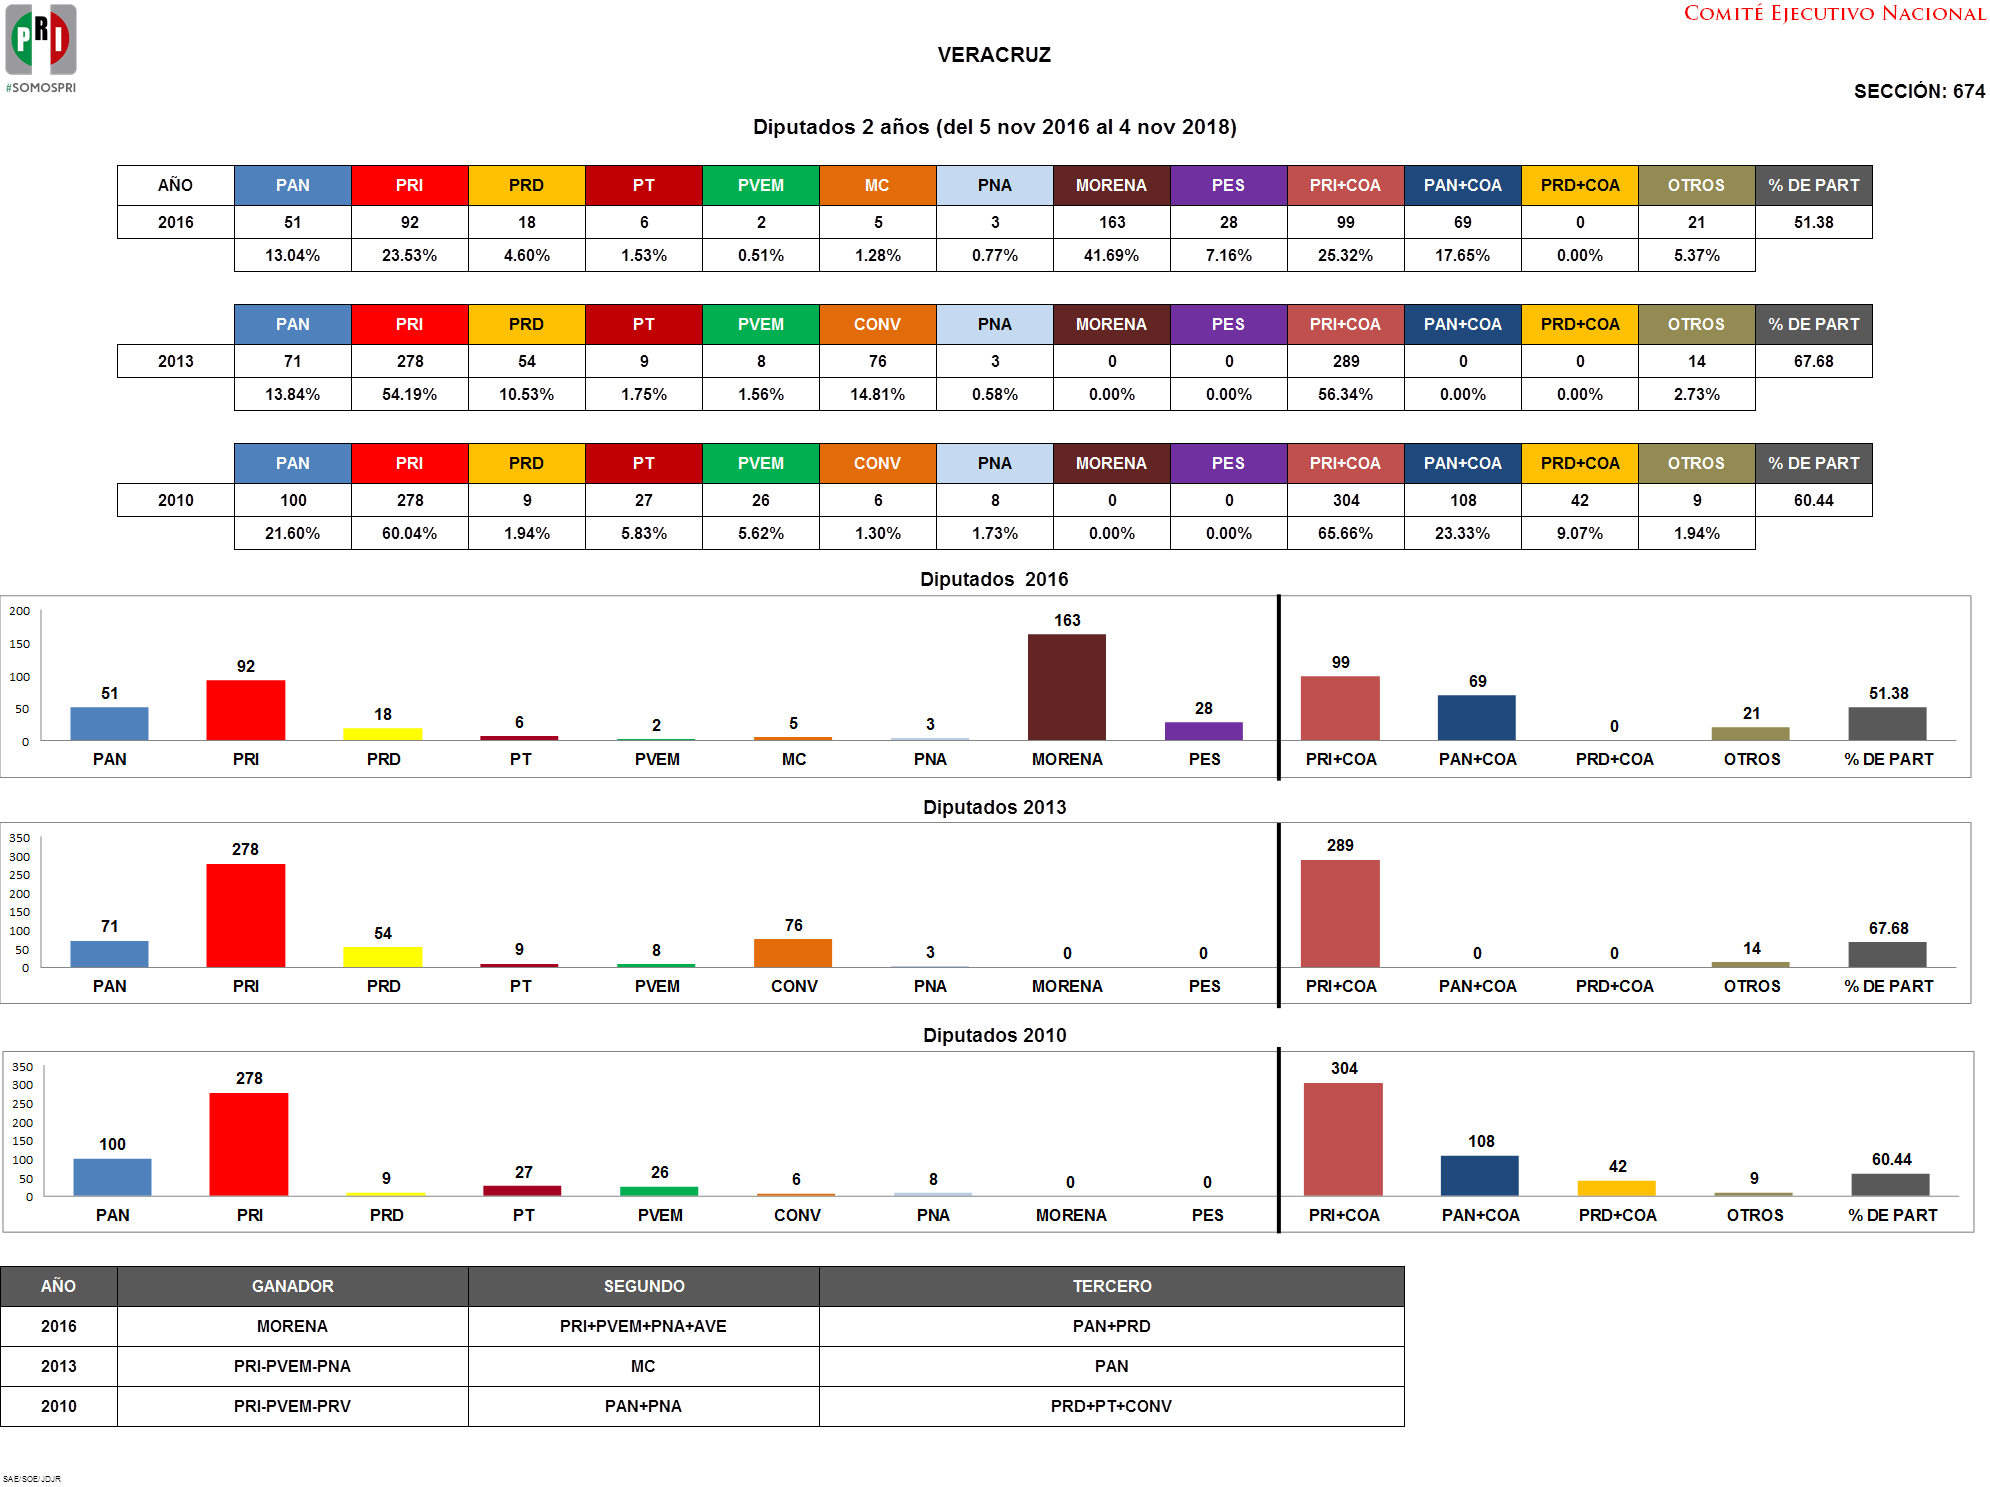 PRI
#SOMOSPRI
COMITÉ EJECUTIVO NACIONAL
VERACRUZ
SECCIÓN: 674
Diputados 2 años (del 5 nov 2016 al 4 nov 2018)
AÑO PAN PRI PRD PT PVEM MC PNA MORENA PES PRI+COA PAN+COA PRD+COA OTROS % DE PART
2016 51 92 18 6 2 5 3 163 28 99 69 0 21 51.38
13.04% 23.53% 4.60% 1.53% 0.51% 1.28% 0.77% 41.69% 7.16% 25.32% 17.65% 0.00% 5.37%
PAN PRI PRD PT PVEM CONV PNA MORENA PES PRI+COA PAN+COA PRD+COA OTROS % DE PART
2013 71 278 54 9 8 76 3 0 0 289 0 0 14 67.68
13.84% 54.19% 10.53% 1.75% 1.56% 14.81% 0.58% 0.00% 0.00% 56.34% 0.00% 0.00% 2.73%
PAN PRI PRD PT PVEM CONV PNA MORENA PES PRI+COA PAN+COA PRD+COA OTROS % DE PART
2010 100 278 9 27 26 6 8 0 0 304 108 42 9 60.44
21.60% 60.04% 1.94% 5.83% 5.62% 1.30% 1.73% 0.00% 0.00% 65.66% 23.33% 9.07% 1.94%
Diputados 2016
200
150
100
50
0
51 92 18 6 2 5 3 163 28 99 69 0 21 51.38
PAN PRI PRD PT PVEM MC PNA MORENA PES PRI+COA PAN+COA PRD+COA OTROS % DE PART
Diputados 2013
350
300
250
200
150
100
50
0
71 278 54 9 8 76 3 0 0 289 0 0 14 67.68
PAN PRI PRD PT PVEM CONV PNA MORENA PES PRI+COA PAN+COA PRD+COA OTROS % DE PART
Diputados 2010
350
300
250
200
150
100
50
0
100 278 9 27 26 6 8 0 0 304 108 42 9 60.44
PAN PRI PRD PT PVEM CONV PNA MORENA PES PRI+COA PAN+COA PRD+COA OTROS % DE PART
AÑO GANADOR SEGUNDO TERCERO
2016 MORENA PRI+PVEM+PNA+AVE PAN+PRD
2013 PRI-PVEM-PNA MC PAN
2010 PRI-PVEM-PRV PAN+PNA PRD+PT+CONV
SAE/SOE/JDJR